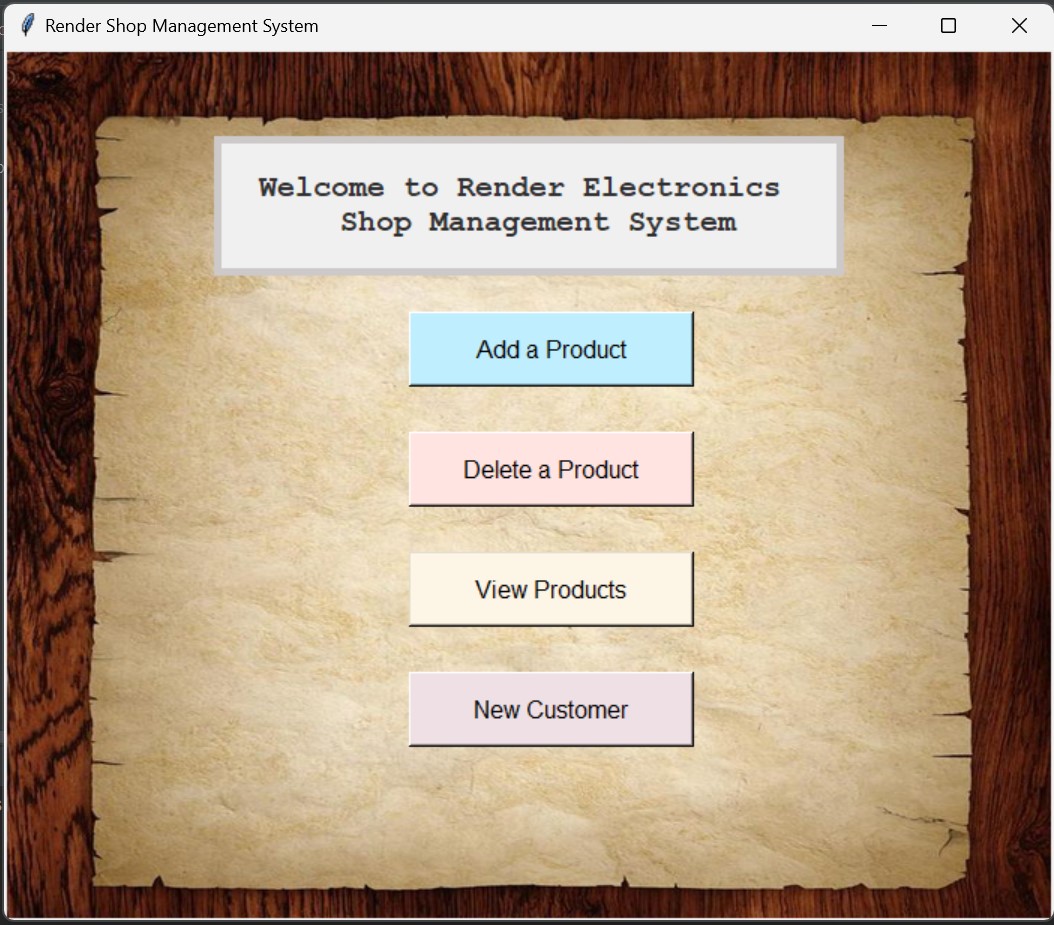 Render Shop Management System
Welcome to Render Electronics
Shop Management System
Add a Product
Delete a Product
View Products
New Customer